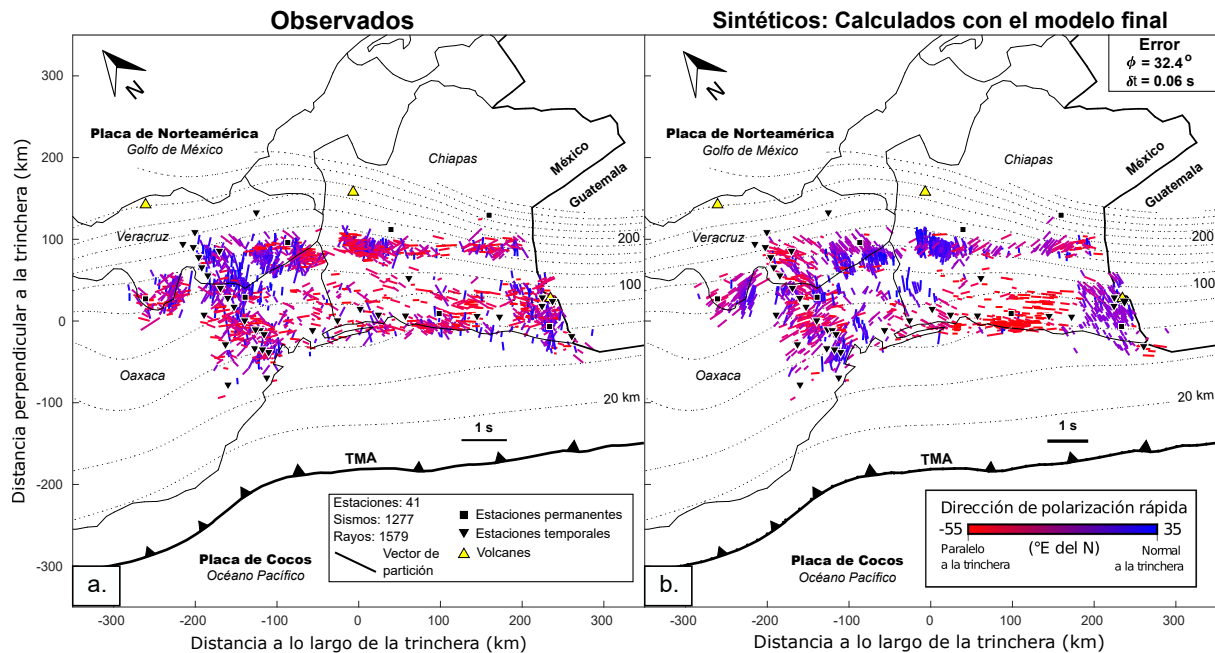 Observados
N
Placa de Norteamérica
Golfo de México
Chiapas
México
Guatemala
Veracruz
200
100
Oaxaca
20 km
1 s
TMA
Estaciones: 41
Sismos: 1277
Rayos: 1579
Vector de
partición
Estaciones permanentes
Estaciones temporales
Volcanes
Placa de Cocos
Océano Pacífico
a.
300
200
100
0
-100
-200
-300
Distancia perpendicular a la trinchera (km)
-300 -200 -100 0 100 200 300
Distancia a lo largo de la trinchera (km)
Sintéticos: Calculados con el modelo final
Error
ϕ = 32.4°
δt = 0.06 s
N
Placa de Norteamérica
Golfo de México
Chiapas
México
Guatemala
Veracruz
200
100
Oaxaca
20 km
1 s
TMA
Dirección de polarización rápida
-55 35
(°E del N)
Paralelo
a la trinchera
Normal
a la trinchera
Placa de Cocos
Océano Pacífico
b.
-300 -200 -100 0 100 200 300
Distancia a lo largo de la trinchera (km)